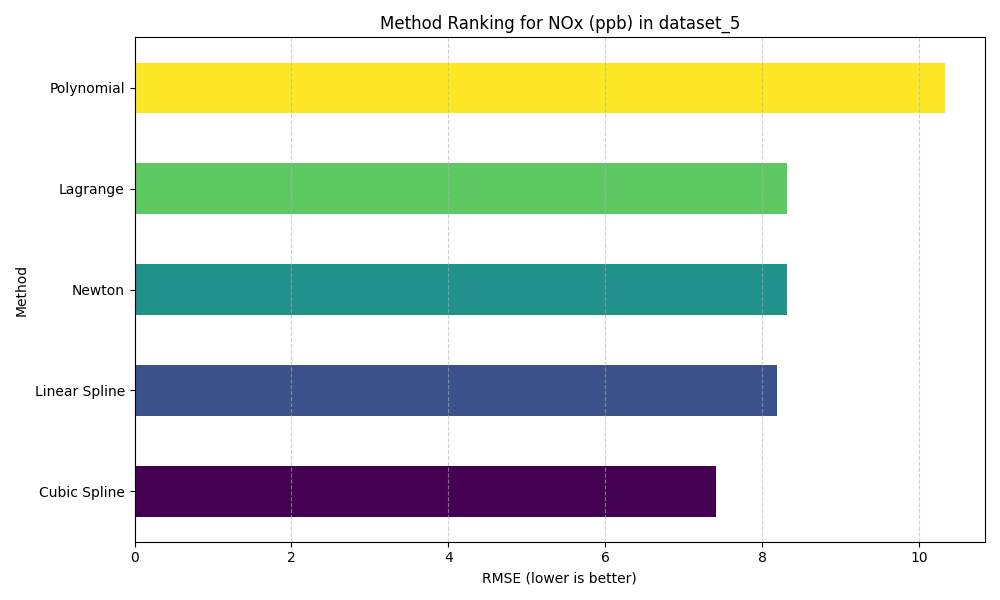 Method Ranking for NOx (ppb) in dataset_5
Method
Polynomial
Lagrange
Newton
Linear Spline
Cubic Spline
0 2 4 6 8 10
RMSE (lower is better)